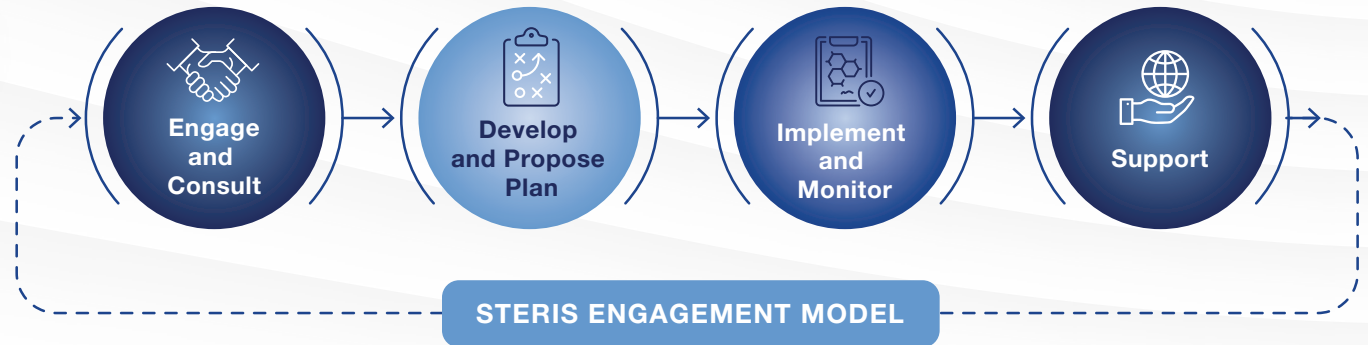 Engage
and
Consult
Develop
and Propose
Plan
Implement
and
Monitor
Support
STERIS ENGAGEMENT MODEL